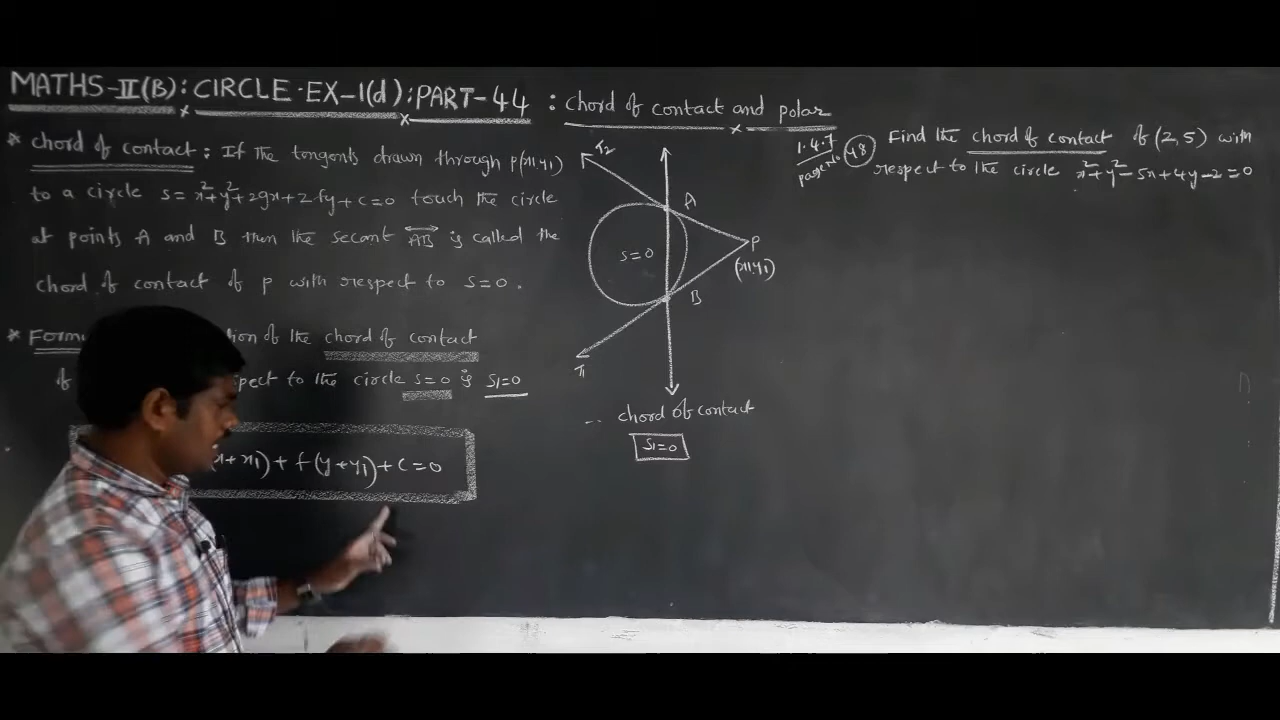 MATHS-II(B): CIRCLE·EX-1(d); PART-44 : chord of contact and polar
* chord of contact: If the tangents drawn through P(x1,y1)
to a circle S=x²+y²+2gx+2fy+c=0 touch the circle
at points A and B then the secant AB is called the
chord of contact of p with respect to S=0.
* Formu tion of the chord of contact
of spect to the circle S=0 is S1=0
(x+x1)+f(y+y1)+c=0
T2
A
S=0
P
(x1,y1)
B
T1
∴ chord of contact
S1=0
1.4.7
48
Find the chord of contact of (2,5) with
respect to the circle x²+y²-5x+4y-2=0